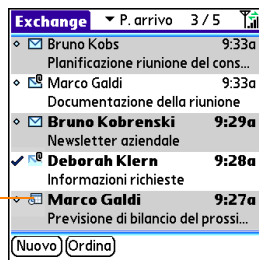 Exchange P. arrivo 3 / 5
Bruno Kobs 9:33a
Planificazione riunione del cons...
Marco Galdi 9:33a
Documentazione della riunione
Bruno Kobrenski 9:29a
Newsletter aziendale
Deborah Klern 9:28a
Informazioni richieste
Marco Galdi 9:27a
Previsione di bilancio del prossi...
Nuovo Ordina